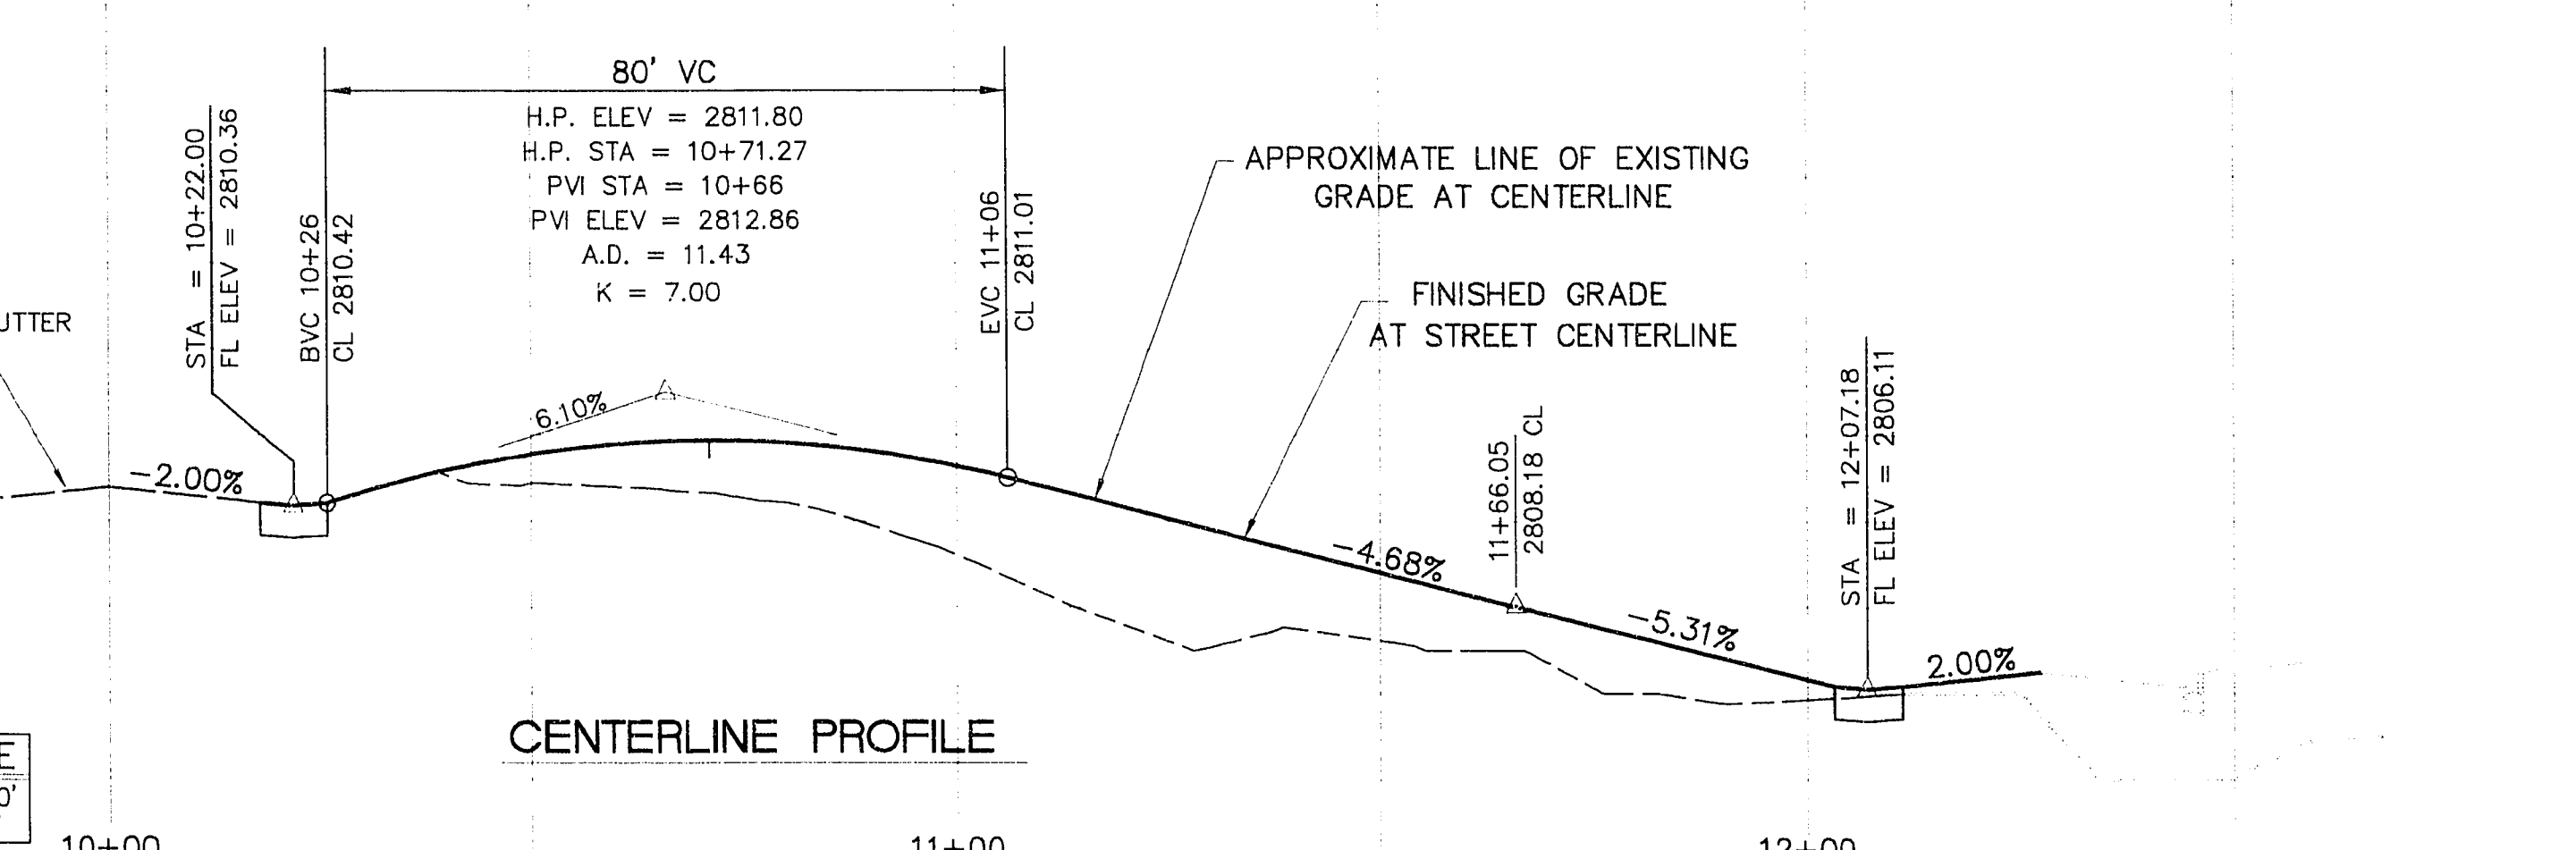 80' VC
H.P. ELEV = 2811.80
H.P. STA = 10+71.27
PVI STA = 10+66
PVI ELEV = 2812.86
A.D. = 11.43
K = 7.00
STA = 10+22.00
FL ELEV = 2810.36
BVC 10+26
CL 2810.42
EVC 11+06
CL 2811.01
APPROXIMATE LINE OF EXISTING
GRADE AT CENTERLINE
FINISHED GRADE
AT STREET CENTERLINE
UTTER
6.10%
-2.00%
-4.68%
11+66.05
2808.18 CL
-5.31%
STA = 12+07.18
FL ELEV = 2806.11
2.00%
CENTERLINE PROFILE
E
0'
10+00
11+00
12+00